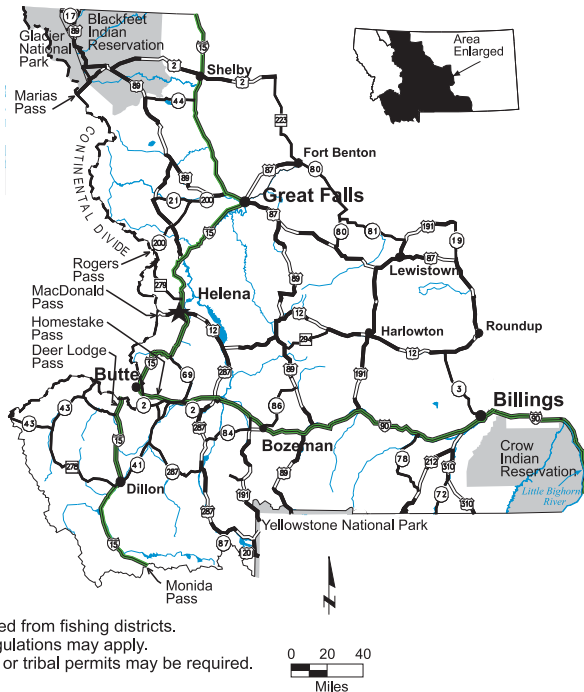 17
89
Blackfeet
Indian
Reservation
Glacier
National
Park
15
Area
Enlarged
2
Shelby
2
89
Marias
Pass
44
223
CONTINENTAL DIVIDE
Fort Benton
87
80
89
21
200
Great Falls
87
15
80
81
191
19
200
Rogers
Pass
89
87
Lewistown
279
MacDonald
Pass
Helena
Homestake
Pass
12
12
294
Harlowton
Roundup
Deer Lodge
Pass
15
69
287
89
191
12
Butte
3
Billings
43
43
2
2
86
90
90
287
84
Bozeman
15
41
278
287
78
212
310
Crow
Indian
Reservation
Dillon
191
89
72
310
Little Bighorn
River
287
Yellowstone National Park
15
87
20
Monida
Pass
N
ed from fishing districts.
gulations may apply.
or tribal permits may be required.
0 20 40
Miles